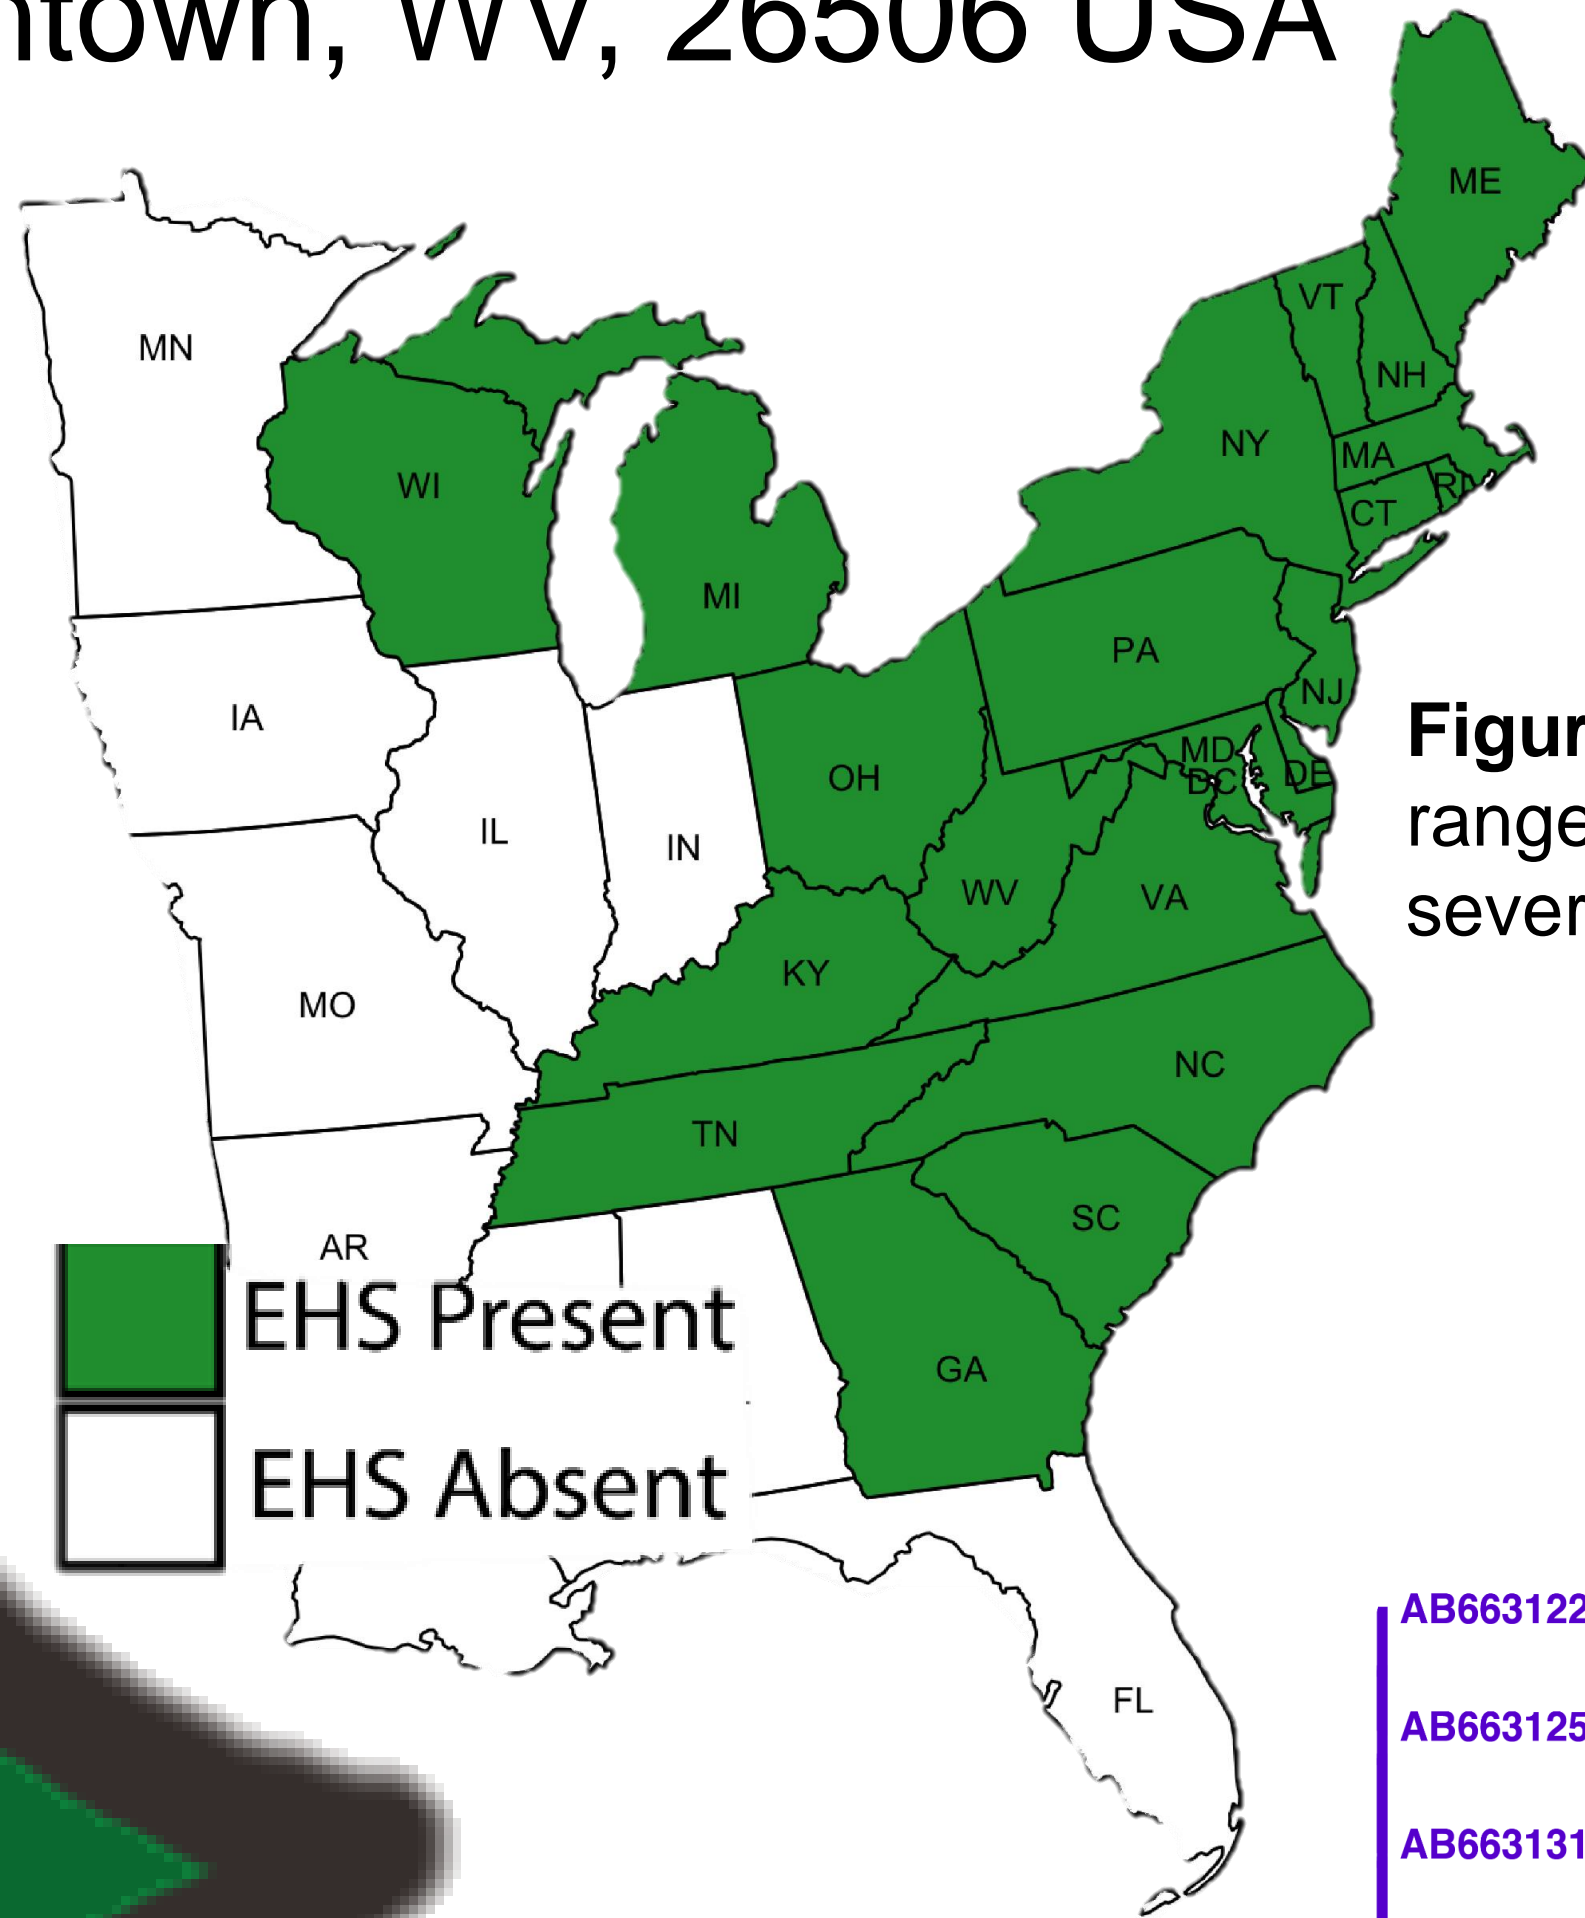 ntown, WV, 26506 USA
ME
VT
MN
NH
NY
MA
WI
RI
CT
MI
PA
NJ
IA
Figur
range
sever
MD
OH
DE
DC
IL
IN
WV
VA
KY
MO
NC
TN
SC
AR
EHS Present
GA
EHS Absent
AB663122
FL
AB663125
AB663131